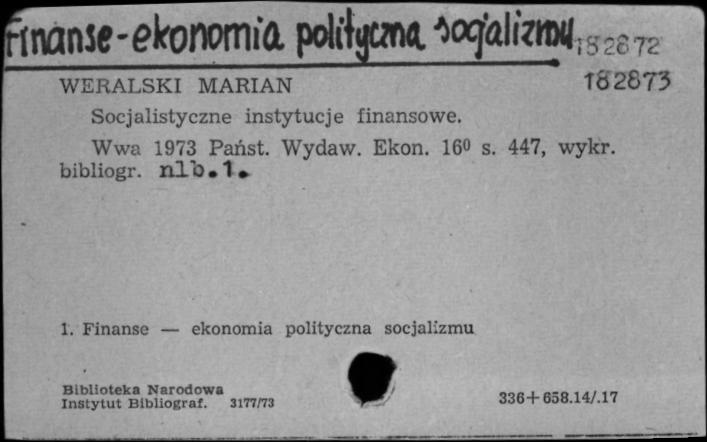 Finanse-ekonomia polityczna socjalizmu
182872
182873
WERALSKI MARIAN
Socjalistyczne instytucje finansowe.
Wwa 1973 Państ. Wydaw. Ekon. 16⁰ s. 447, wykr.
bibliogr. nlb.1.
1. Finanse — ekonomia polityczna socjalizmu
Biblioteka Narodowa
Instytut Bibliograf. 3177/73
336+658.14/.17